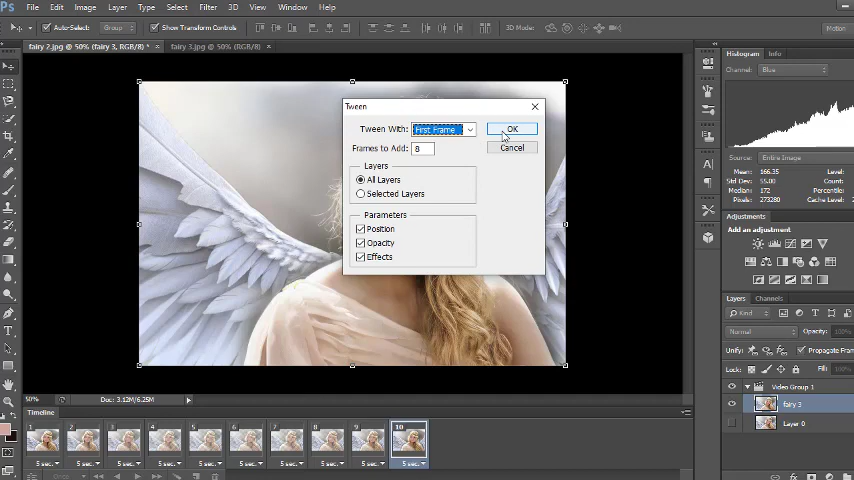 Ps File Edit Image Layer Type Select Filter 3D View Window Help
Auto-Select: Group Show Transform Controls 3D Mode: Motion
fairy 2.jpg @ 50% (fairy 3, RGB/8) * × fairy 3.jpg @ 50% (RGB/8) ×
Histogram Info
Channel: Blue
Source: Entire Image
Mean: 166.35 Level:
Std Dev: 55.00 Count:
Median: 172 Percentile:
Pixels: 273280 Cache Level:
Tween
Tween With: First Frame OK
Frames to Add: 8 Cancel
Layers
All Layers
Selected Layers
Parameters
Position
Opacity
Effects
Adjustments
Add an adjustment
Layers Channels
Kind T
Normal Opacity: 100%
Unify: Propagate Frame
Lock: Fill: 100%
Video Group 1
fairy 3
Layer 0
fx
50% Doc: 3.12M/6.25M
Timeline
1 2 3 4 5 6 7 8 9 10
5 sec. 5 sec. 5 sec. 5 sec. 5 sec. 5 sec. 5 sec. 5 sec. 5 sec. 5 sec.